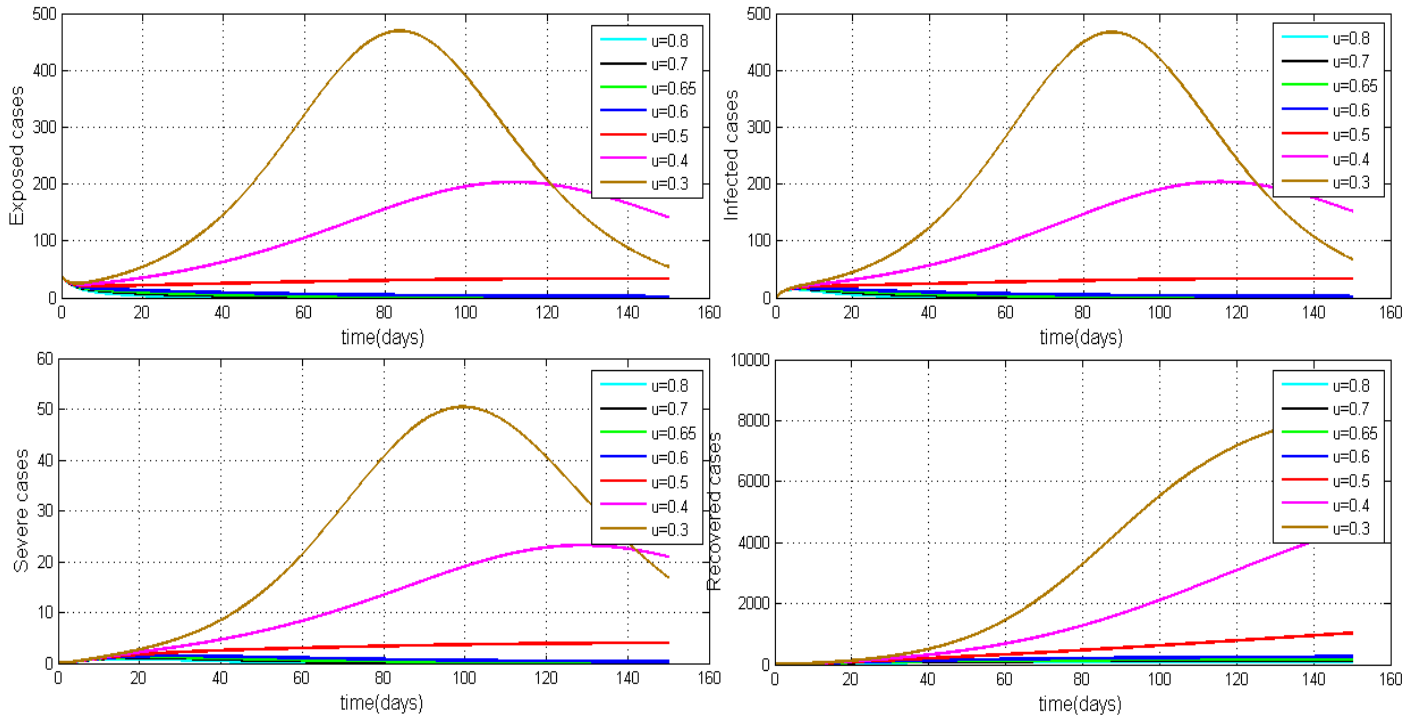 500
400
300
200
100
0
Exposed cases
0 20 40 60 80 100 120 140 160
time(days)
u=0.8
u=0.7
u=0.65
u=0.6
u=0.5
u=0.4
u=0.3
500
400
300
200
100
0
Infected cases
0 20 40 60 80 100 120 140 160
time(days)
u=0.8
u=0.7
u=0.65
u=0.6
u=0.5
u=0.4
u=0.3
60
50
40
30
20
10
0
Severe cases
0 20 40 60 80 100 120 140 160
time(days)
u=0.8
u=0.7
u=0.65
u=0.6
u=0.5
u=0.4
u=0.3
10000
8000
6000
4000
2000
0
Recovered cases
0 20 40 60 80 100 120 140 160
time(days)
u=0.8
u=0.7
u=0.65
u=0.6
u=0.5
u=0.4
u=0.3